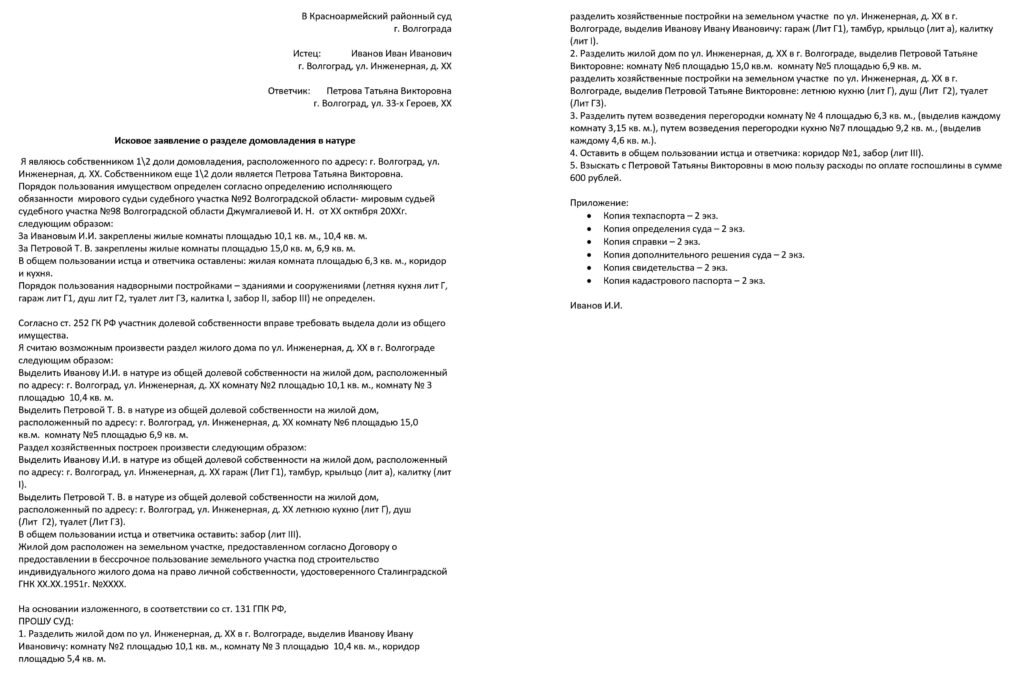 В Красноармейский районный суд
г. Волгограда
Истец: Иванов Иван Иванович
г. Волгоград, ул. Инженерная, д. ХХ
Ответчик: Петрова Татьяна Викторовна
г. Волгоград, ул. 33-х Героев, ХХ
Исковое заявление о разделе домовладения в натуре
Я являюсь собственником 1\2 доли домовладения, расположенного по адресу: г. Волгоград, ул.
Инженерная, д. ХХ. Собственником еще 1\2 доли является Петрова Татьяна Викторовна.
Порядок пользования имуществом определен согласно определению исполняющего
обязанности  мирового судьи судебного участка №92 Волгоградской области- мировым судьей
судебного участка №98 Волгоградской области Джумгалиевой И. Н.  от ХХ октября 20ХХг.
следующим образом:
За Ивановым И.И. закреплены жилые комнаты площадью 10,1 кв. м., 10,4 кв. м.
За Петровой Т. В. закреплены жилые комнаты площадью 15,0 кв. м, 6,9 кв. м.
В общем пользовании истца и ответчика оставлены: жилая комната площадью 6,3 кв. м., коридор
и кухня.
Порядок пользования надворными постройками – зданиями и сооружениями (летняя кухня лит Г,
гараж лит Г1, душ лит Г2, туалет лит Г3, калитка I, забор II, забор III) не определен.
Согласно ст. 252 ГК РФ участник долевой собственности вправе требовать выдела доли из общего
имущества.
Я считаю возможным произвести раздел жилого дома по ул. Инженерная, д. ХХ в г. Волгограде
следующим образом:
Выделить Иванову И.И. в натуре из общей долевой собственности на жилой дом, расположенный
по адресу: г. Волгоград, ул. Инженерная, д. ХХ комнату №2 площадью 10,1 кв. м., комнату № 3
площадью  10,4 кв. м.
Выделить Петровой Т. В. в натуре из общей долевой собственности на жилой дом,
расположенный по адресу: г. Волгоград, ул. Инженерная, д. ХХ комнату №6 площадью 15,0
кв.м.  комнату №5 площадью 6,9 кв. м.
Раздел хозяйственных построек произвести следующим образом:
Выделить Иванову И.И. в натуре из общей долевой собственности на жилой дом, расположенный
по адресу: г. Волгоград, ул. Инженерная, д. ХХ гараж (Лит Г1), тамбур, крыльцо (лит а), калитку (лит
I).
Выделить Петровой Т. В. в натуре из общей долевой собственности на жилой дом,
расположенный по адресу: г. Волгоград, ул. Инженерная, д. ХХ летнюю кухню (лит Г), душ
(Лит  Г2), туалет (Лит Г3).
В общем пользовании истца и ответчика оставить: забор (лит III).
Жилой дом расположен на земельном участке, предоставленном согласно Договору о
предоставлении в бессрочное пользование земельного участка под строительство
индивидуального жилого дома на право личной собственности, удостоверенного Сталинградской
ГНК ХХ.ХХ.1951г. №ХХХХ.
На основании изложенного, в соответствии со ст. 131 ГПК РФ,
ПРОШУ СУД:
1. Разделить жилой дом по ул. Инженерная, д. ХХ в г. Волгограде, выделив Иванову Ивану
Ивановичу: комнату №2 площадью 10,1 кв. м., комнату № 3 площадью  10,4 кв. м., коридор
площадью 5,4 кв. м.
разделить хозяйственные постройки на земельном участке  по ул. Инженерная, д. ХХ в г.
Волгограде, выделив Иванову Ивану Ивановичу: гараж (Лит Г1), тамбур, крыльцо (лит а), калитку
(лит I).
2. Разделить жилой дом по ул. Инженерная, д. ХХ в г. Волгограде, выделив Петровой Татьяне
Викторовне: комнату №6 площадью 15,0 кв.м.  комнату №5 площадью 6,9 кв. м.
разделить хозяйственные постройки на земельном участке  по ул. Инженерная, д. ХХ в г.
Волгограде, выделив Петровой Татьяне Викторовне: летнюю кухню (лит Г), душ (Лит  Г2), туалет
(Лит Г3).
3. Разделить путем возведения перегородки комнату № 4 площадью 6,3 кв. м., (выделив каждому
комнату 3,15 кв. м.), путем возведения перегородки кухню №7 площадью 9,2 кв. м., (выделив
каждому 4,6 кв. м.).
4. Оставить в общем пользовании истца и ответчика: коридор №1, забор (лит III).
5. Взыскать с Петровой Татьяны Викторовны в мою пользу расходы по оплате госпошлины в сумме
600 рублей.
Приложение:
• Копия техпаспорта – 2 экз.
• Копия определения суда – 2 экз.
• Копия справки – 2 экз.
• Копия дополнительного решения суда – 2 экз.
• Копия свидетельства – 2 экз.
• Копия кадастрового паспорта – 2 экз.
Иванов И.И.